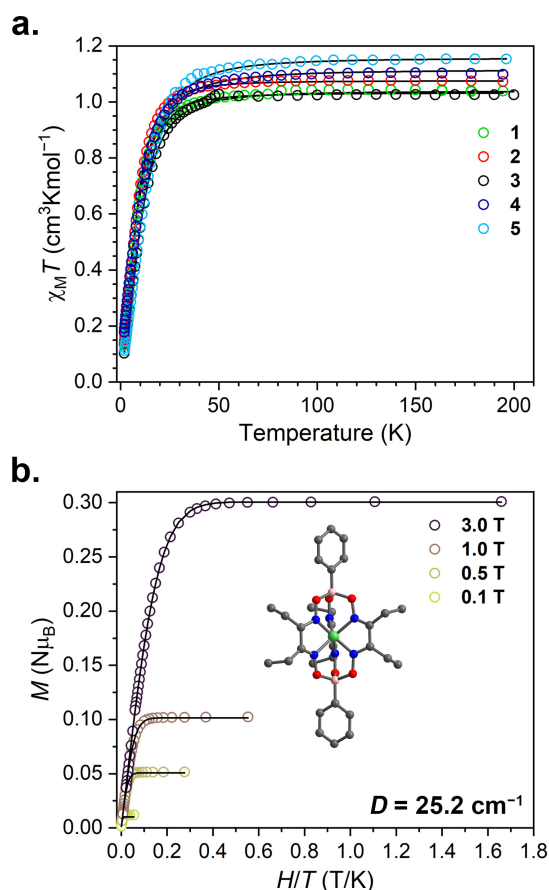 a.
χMT (cm³Kmol⁻¹)
1.2
1.0
0.8
0.6
0.4
0.2
0.0
1
2
3
4
5
0 50 100 150 200
Temperature (K)
b.
M (NμB)
0.30
0.25
0.20
0.15
0.10
0.05
0.00
3.0 T
1.0 T
0.5 T
0.1 T
D = 25.2 cm⁻¹
0.0 0.2 0.4 0.6 0.8 1.0 1.2 1.4 1.6 1.8
H/T (T/K)